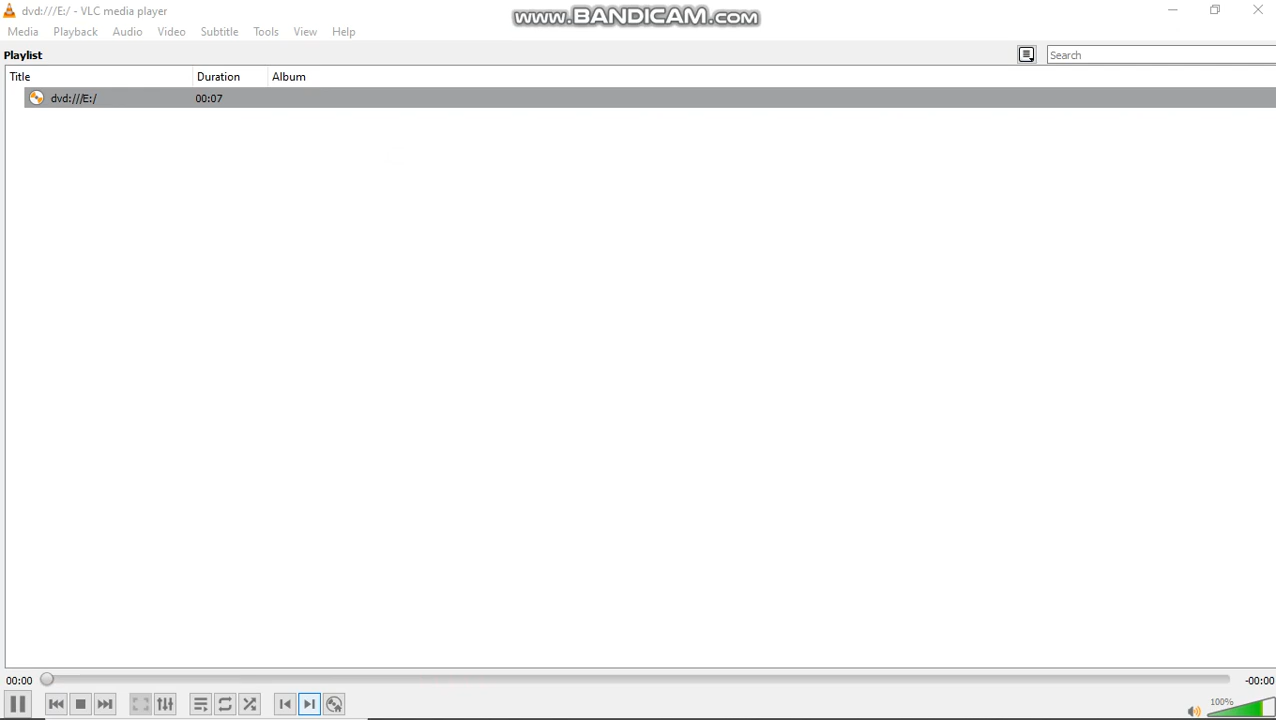 dvd:///E:/ - VLC media player
www.BANDICAM.com
Media Playback Audio Video Subtitle Tools View Help
Playlist
Search
Title Duration Album
dvd:///E:/ 00:07
00:00
-00:00
100%